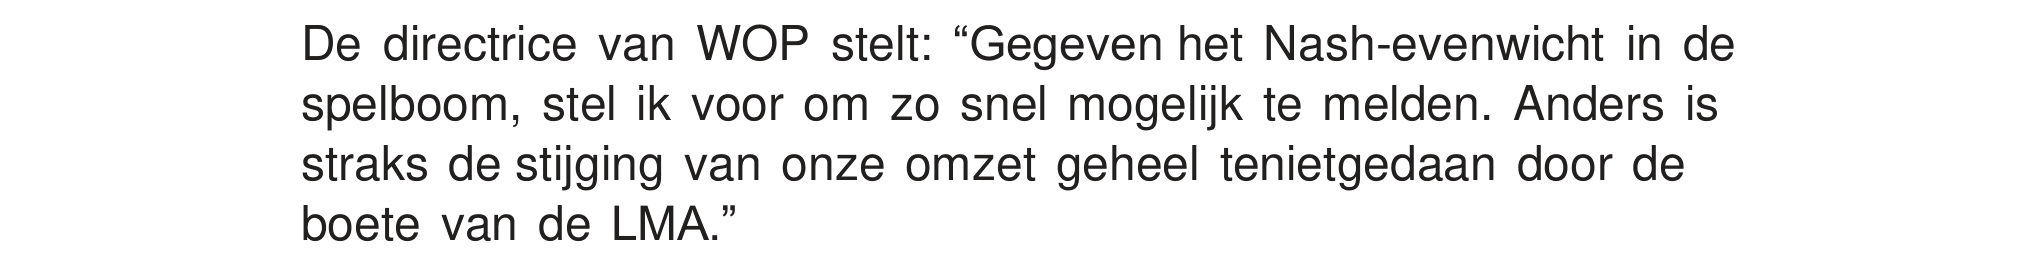 De directrice van WOP stelt: “Gegeven het Nash-evenwicht in de
spelboom, stel ik voor om zo snel mogelijk te melden. Anders is
straks de stijging van onze omzet geheel tenietgedaan door de
boete van de LMA.”